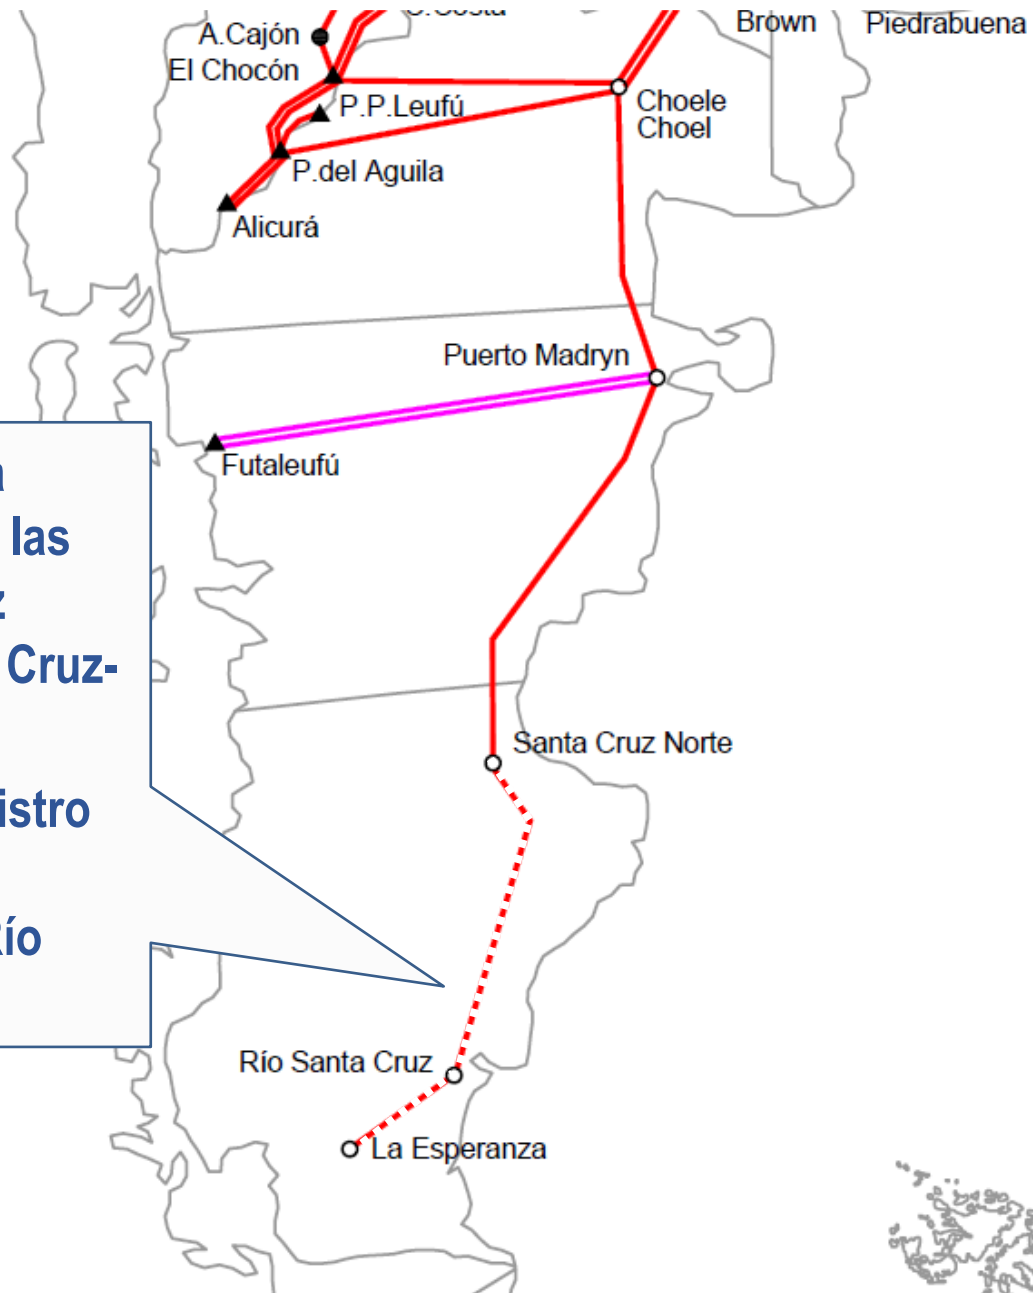 A.Cajón
Brown
Piedrabuena
El Chocón
P.P.Leufú
Choele
Choel
P.del Aguila
Alicurá
Puerto Madryn
Futaleufú
las
Cruz-
Santa Cruz Norte
istro
Río
Río Santa Cruz
La Esperanza